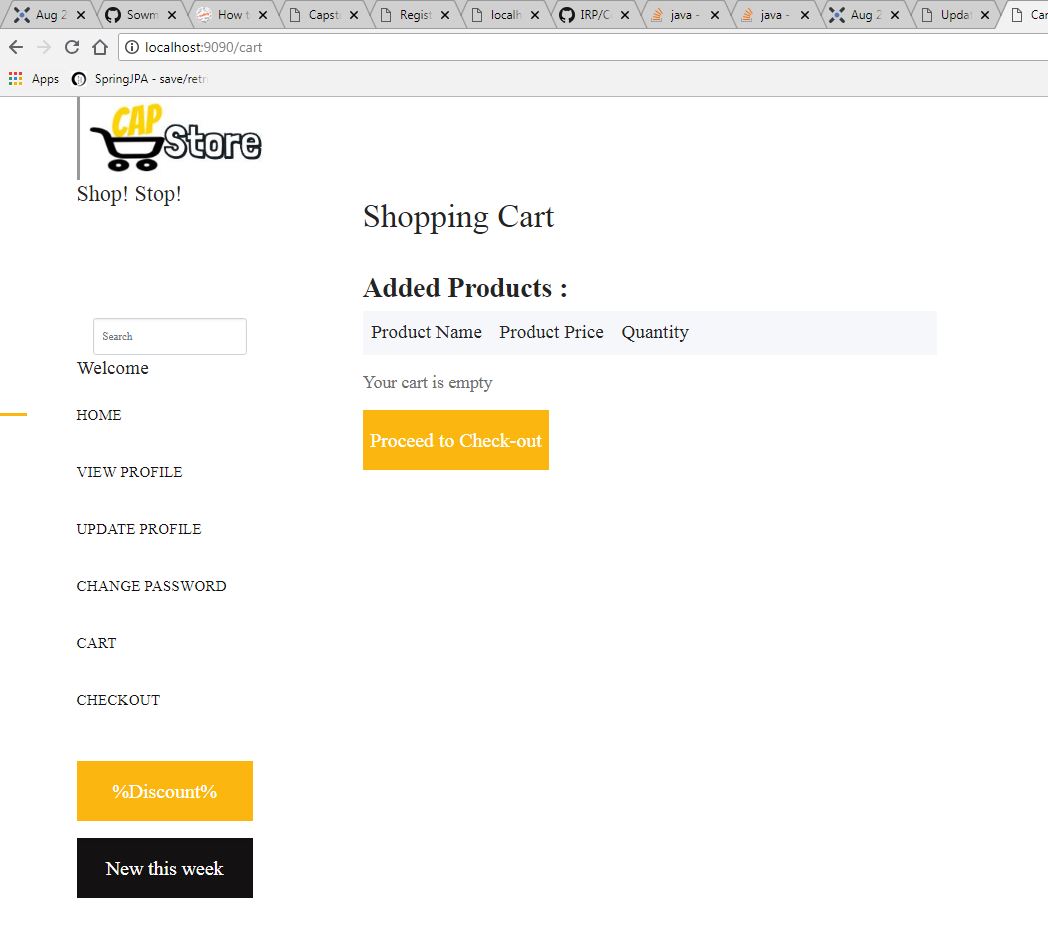 Aug 2
Sowm
How t
Capst
Regist
localh
IRP/C
java -
java -
Aug 2
Updat
Car
localhost:9090/cart
Apps
SpringJPA - save/retr
CAP
Store
Shop! Stop!
Shopping Cart
Added Products :
Product Name Product Price Quantity
Your cart is empty
Proceed to Check-out
Search
Welcome
HOME
VIEW PROFILE
UPDATE PROFILE
CHANGE PASSWORD
CART
CHECKOUT
%Discount%
New this week